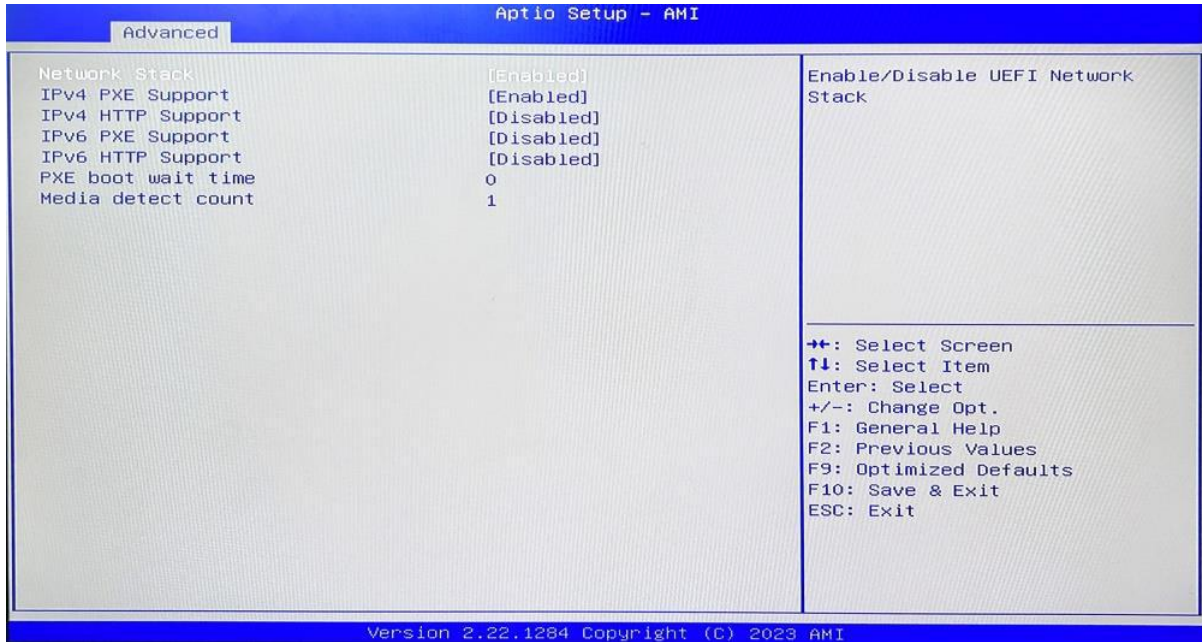 Aptio Setup - AMI
Advanced
Network Stack [Enabled]
IPv4 PXE Support [Enabled]
IPv4 HTTP Support [Disabled]
IPv6 PXE Support [Disabled]
IPv6 HTTP Support [Disabled]
PXE boot wait time 0
Media detect count 1
Enable/Disable UEFI Network
Stack
→←: Select Screen
↑↓: Select Item
Enter: Select
+/-: Change Opt.
F1: General Help
F2: Previous Values
F9: Optimized Defaults
F10: Save & Exit
ESC: Exit
Version 2.22.1284 Copyright (C) 2023 AMI